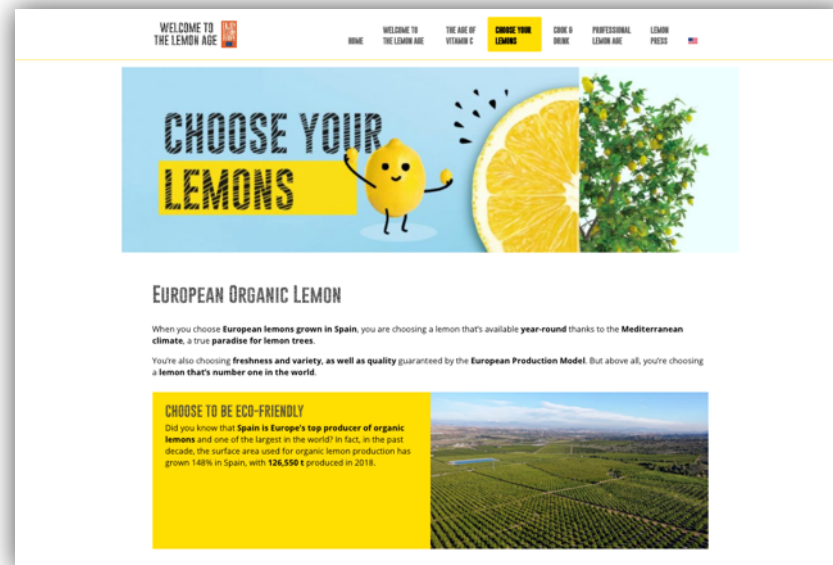 WELCOME TO
THE LEMON AGE
HOME
WELCOME TO
THE LEMON AGE
THE AGE OF
VITAMIN C
CHOOSE YOUR
LEMONS
COOK &
DRINK
PROFESSIONAL
LEMON AGE
LEMON
PRESS
CHOOSE YOUR
LEMONS
EUROPEAN ORGANIC LEMON
When you choose European lemons grown in Spain, you are choosing a lemon that's available year-round thanks to the Mediterranean
climate, a true paradise for lemon trees.
You're also choosing freshness and variety, as well as quality guaranteed by the European Production Model. But above all, you're choosing
a lemon that's number one in the world.
CHOOSE TO BE ECO-FRIENDLY
Did you know that Spain is Europe's top producer of organic
lemons and one of the largest in the world? In fact, in the past
decade, the surface area used for organic lemon production has
grown 148% in Spain, with 126,550 t produced in 2018.